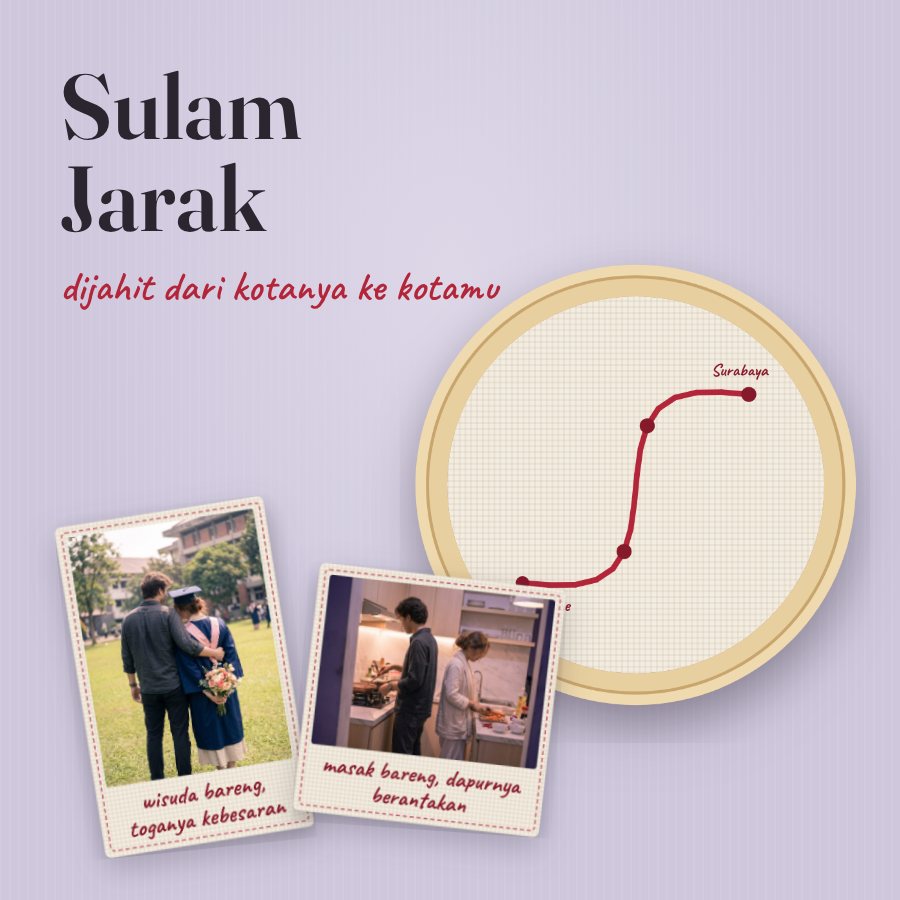 Sulam
Jarak
dijahit dari kotanya ke kotamu
Surabaya
wisuda bareng,
toganya kebesaran
masak bareng, dapurnya
berantakan